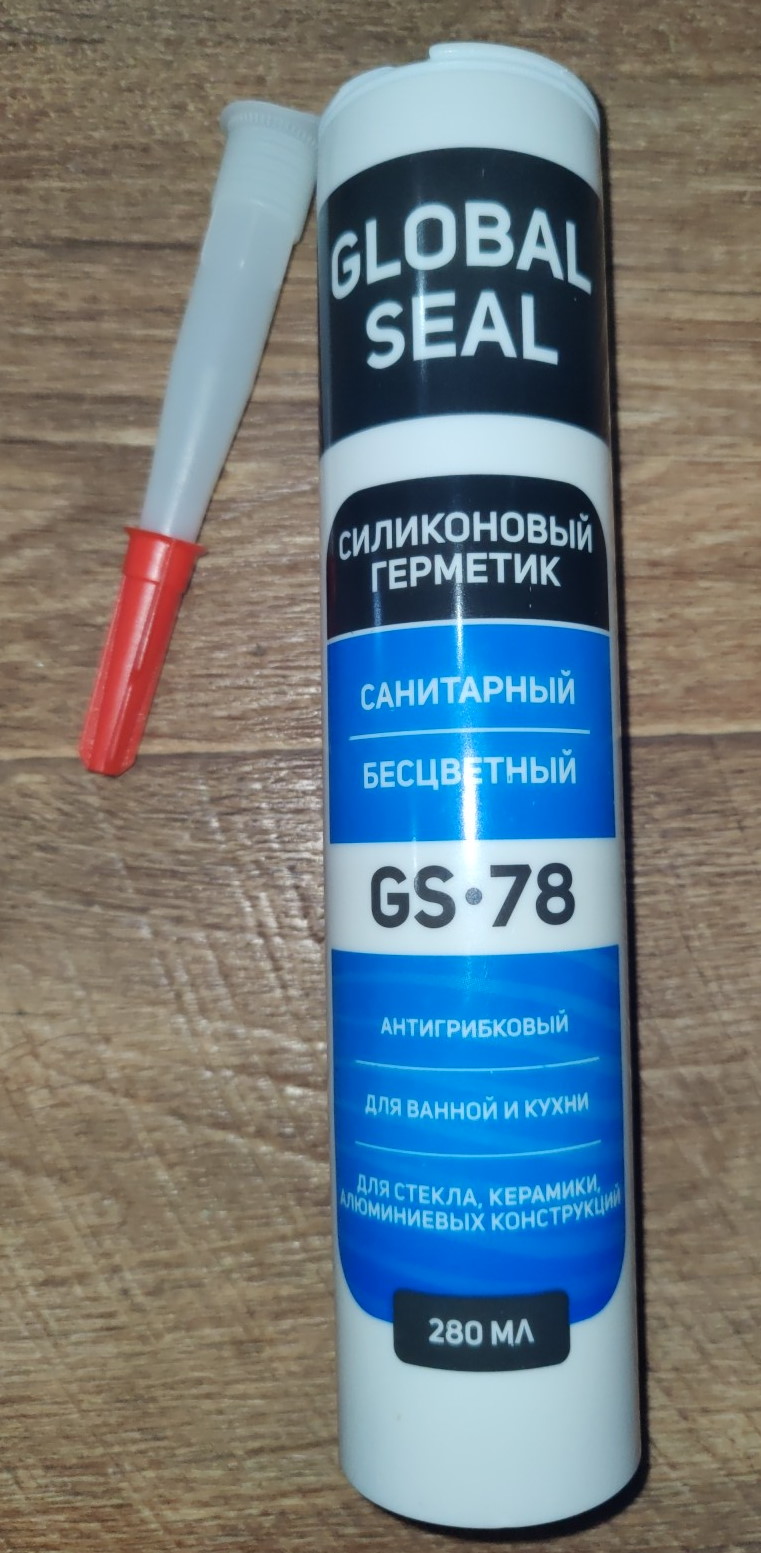 GLOBAL
SEAL
СИЛИКОНОВЫЙ
ГЕРМЕТИК
САНИТАРНЫЙ
БЕСЦВЕТНЫЙ
GS•78
АНТИГРИБКОВЫЙ
ДЛЯ ВАННОЙ И КУХНИ
ДЛЯ СТЕКЛА, КЕРАМИКИ,
АЛЮМИНИЕВЫХ КОНСТРУКЦИЙ
280 МЛ